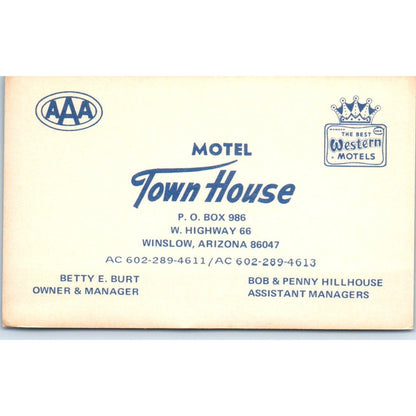 AAA
THE BEST
Western
MOTELS
MOTEL
Town House
P. O. BOX 986
W. HIGHWAY 66
WINSLOW, ARIZONA 86047
AC 602-289-4611/AC 602-289-4613
BETTY E. BURT
OWNER & MANAGER
BOB & PENNY HILLHOUSE
ASSISTANT MANAGERS